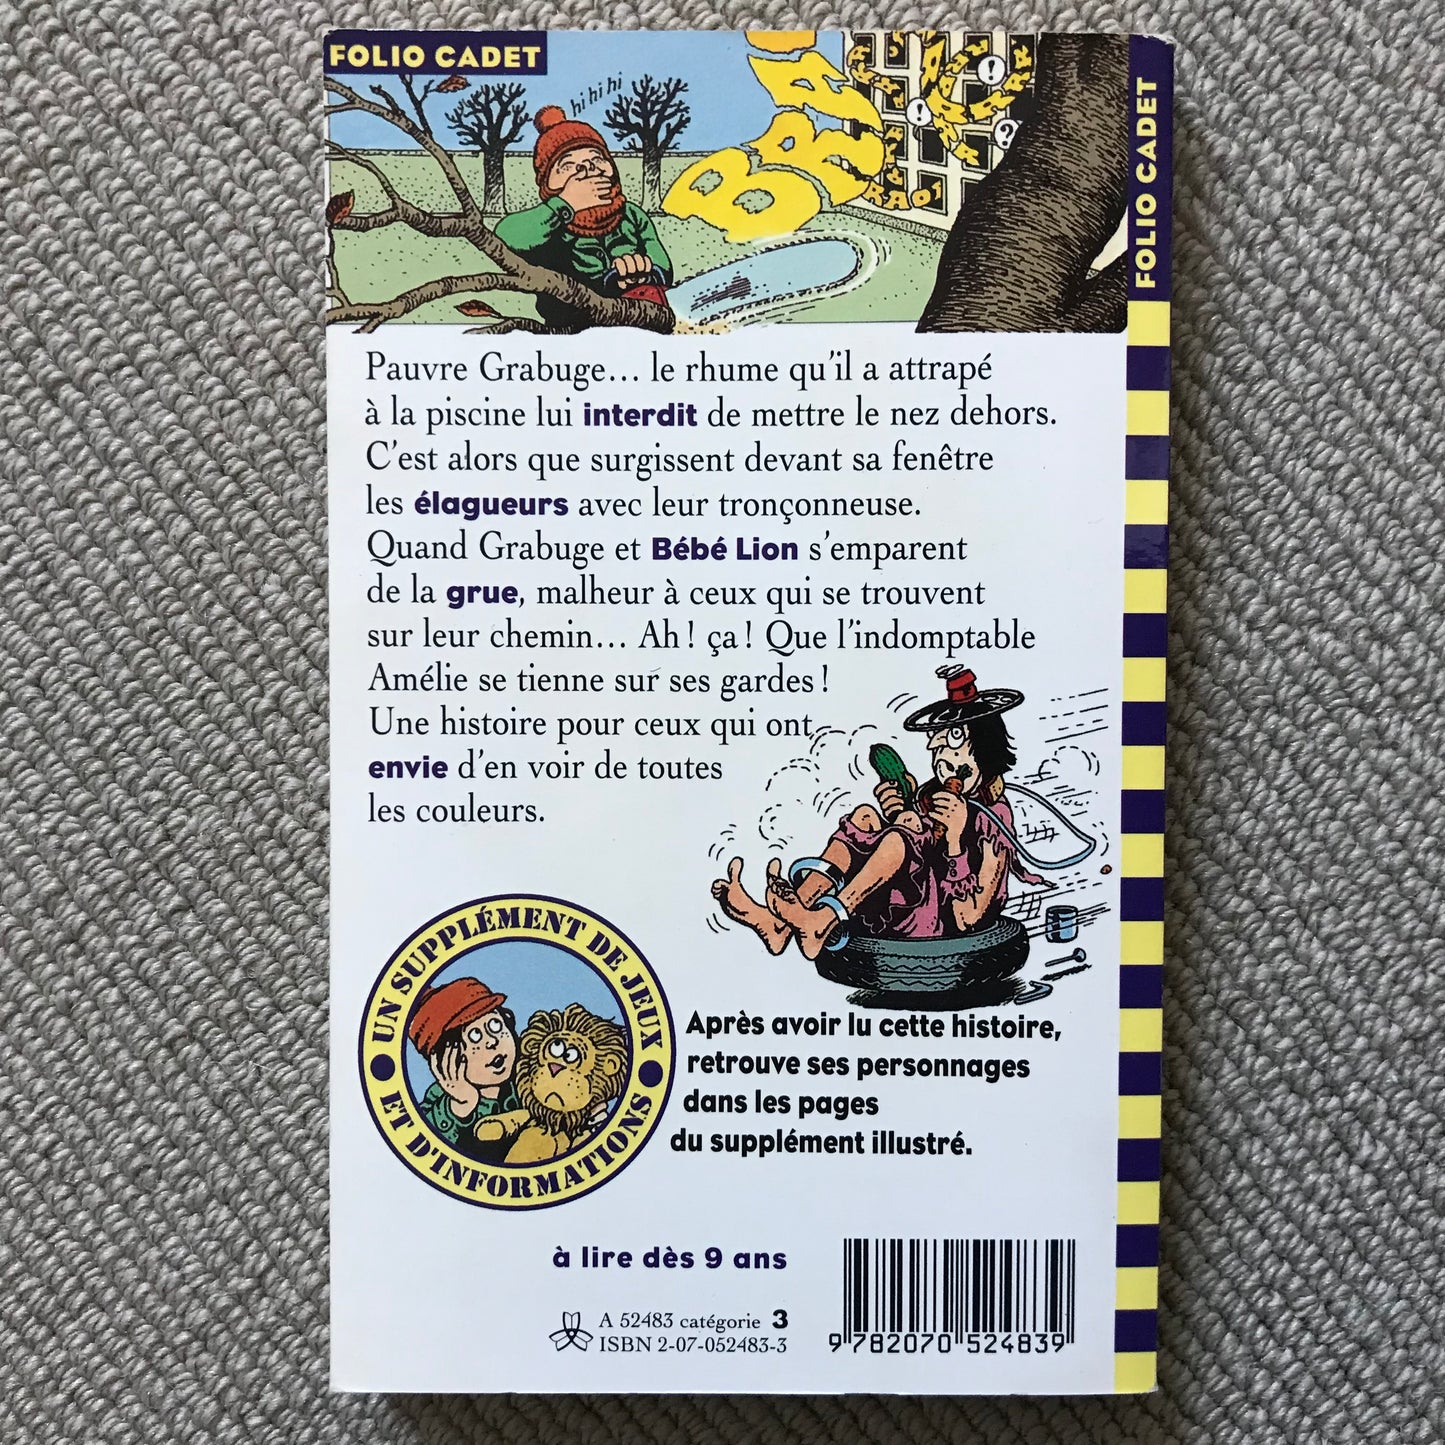 FOLIO CADET
hi hi hi
BRA
FOLIO CADET
Pauvre Grabuge... le rhume qu'il a attrapé
à la piscine lui interdit de mettre le nez dehors.
C'est alors que surgissent devant sa fenêtre
les élagueurs avec leur tronçonneuse.
Quand Grabuge et Bébé Lion s'emparent
de la grue, malheur à ceux qui se trouvent
sur leur chemin... Ah ! ça ! Que l'indomptable
Amélie se tienne sur ses gardes !
Une histoire pour ceux qui ont
envie d'en voir de toutes
les couleurs.
UN SUPPLÉMENT DE JEUX
ET D'INFORMATIONS
Après avoir lu cette histoire,
retrouve ses personnages
dans les pages
du supplément illustré.
à lire dès 9 ans
A 52483 catégorie 3
ISBN 2-07-052483-3
9 782070 524839